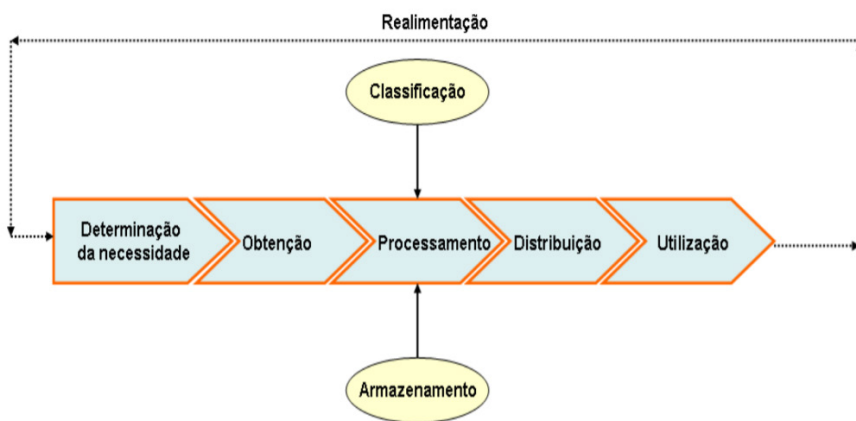 Realimentação
Classificação
Determinação
da necessidade
Obtenção
Processamento
Distribuição
Utilização
Armazenamento